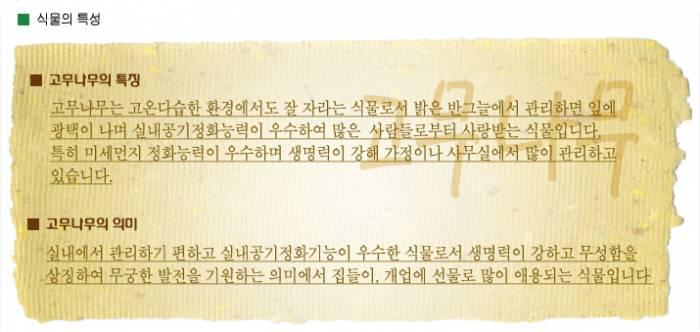 식물의 특성
고무나무의 특징
고무나무는 고온다습한 환경에서도 잘 자라는 식물로서 밝은 반그늘에서 관리하면 잎에
광택이 나며 실내공기정화능력이 우수하여 많은 사람들로부터 사랑받는 식물입니다.
특히 미세먼지 정화능력이 우수하며 생명력이 강해 가정이나 사무실에서 많이 관리하고
있습니다.
고무나무
고무나무의 의미
실내에서 관리하기 편하고 실내공기정화기능이 우수한 식물로서 생명력이 강하고 무성함을
상징하여 무궁한 발전을 기원하는 의미에서 집들이, 개업에 선물로 많이 애용되는 식물입니다